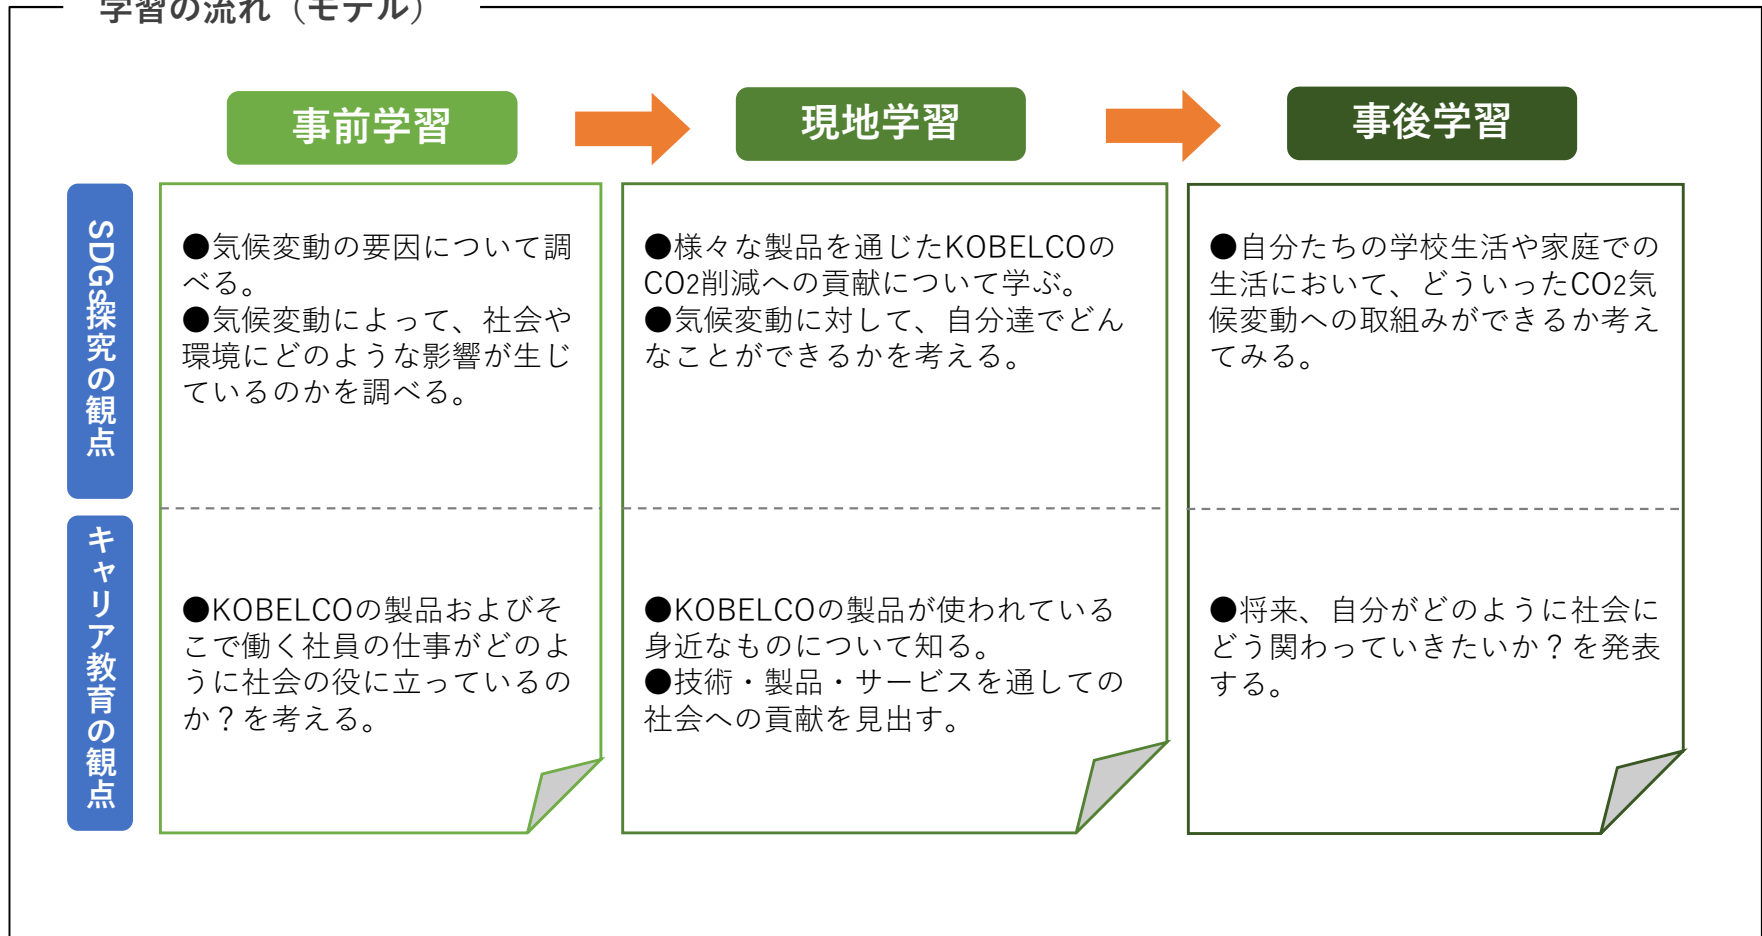 学習の流れ（モデル）
事前学習
現地学習
事後学習
SDGs探究の観点
●気候変動の要因について調
べる。
●気候変動によって、社会や
環境にどのような影響が生じ
ているのかを調べる。
●様々な製品を通じたKOBELCOの
CO2削減への貢献について学ぶ。
●気候変動に対して、自分達でどん
なことができるかを考える。
●自分たちの学校生活や家庭での
生活において、どういったCO2気
候変動への取組みができるか考え
てみる。
キャリア教育の観点
●KOBELCOの製品およびそ
こで働く社員の仕事がどのよ
うに社会の役に立っているの
か？を考える。
●KOBELCOの製品が使われている
身近なものについて知る。
●技術・製品・サービスを通しての
社会への貢献を見出す。
●将来、自分がどのように社会に
どう関わっていきたいか？を発表
する。